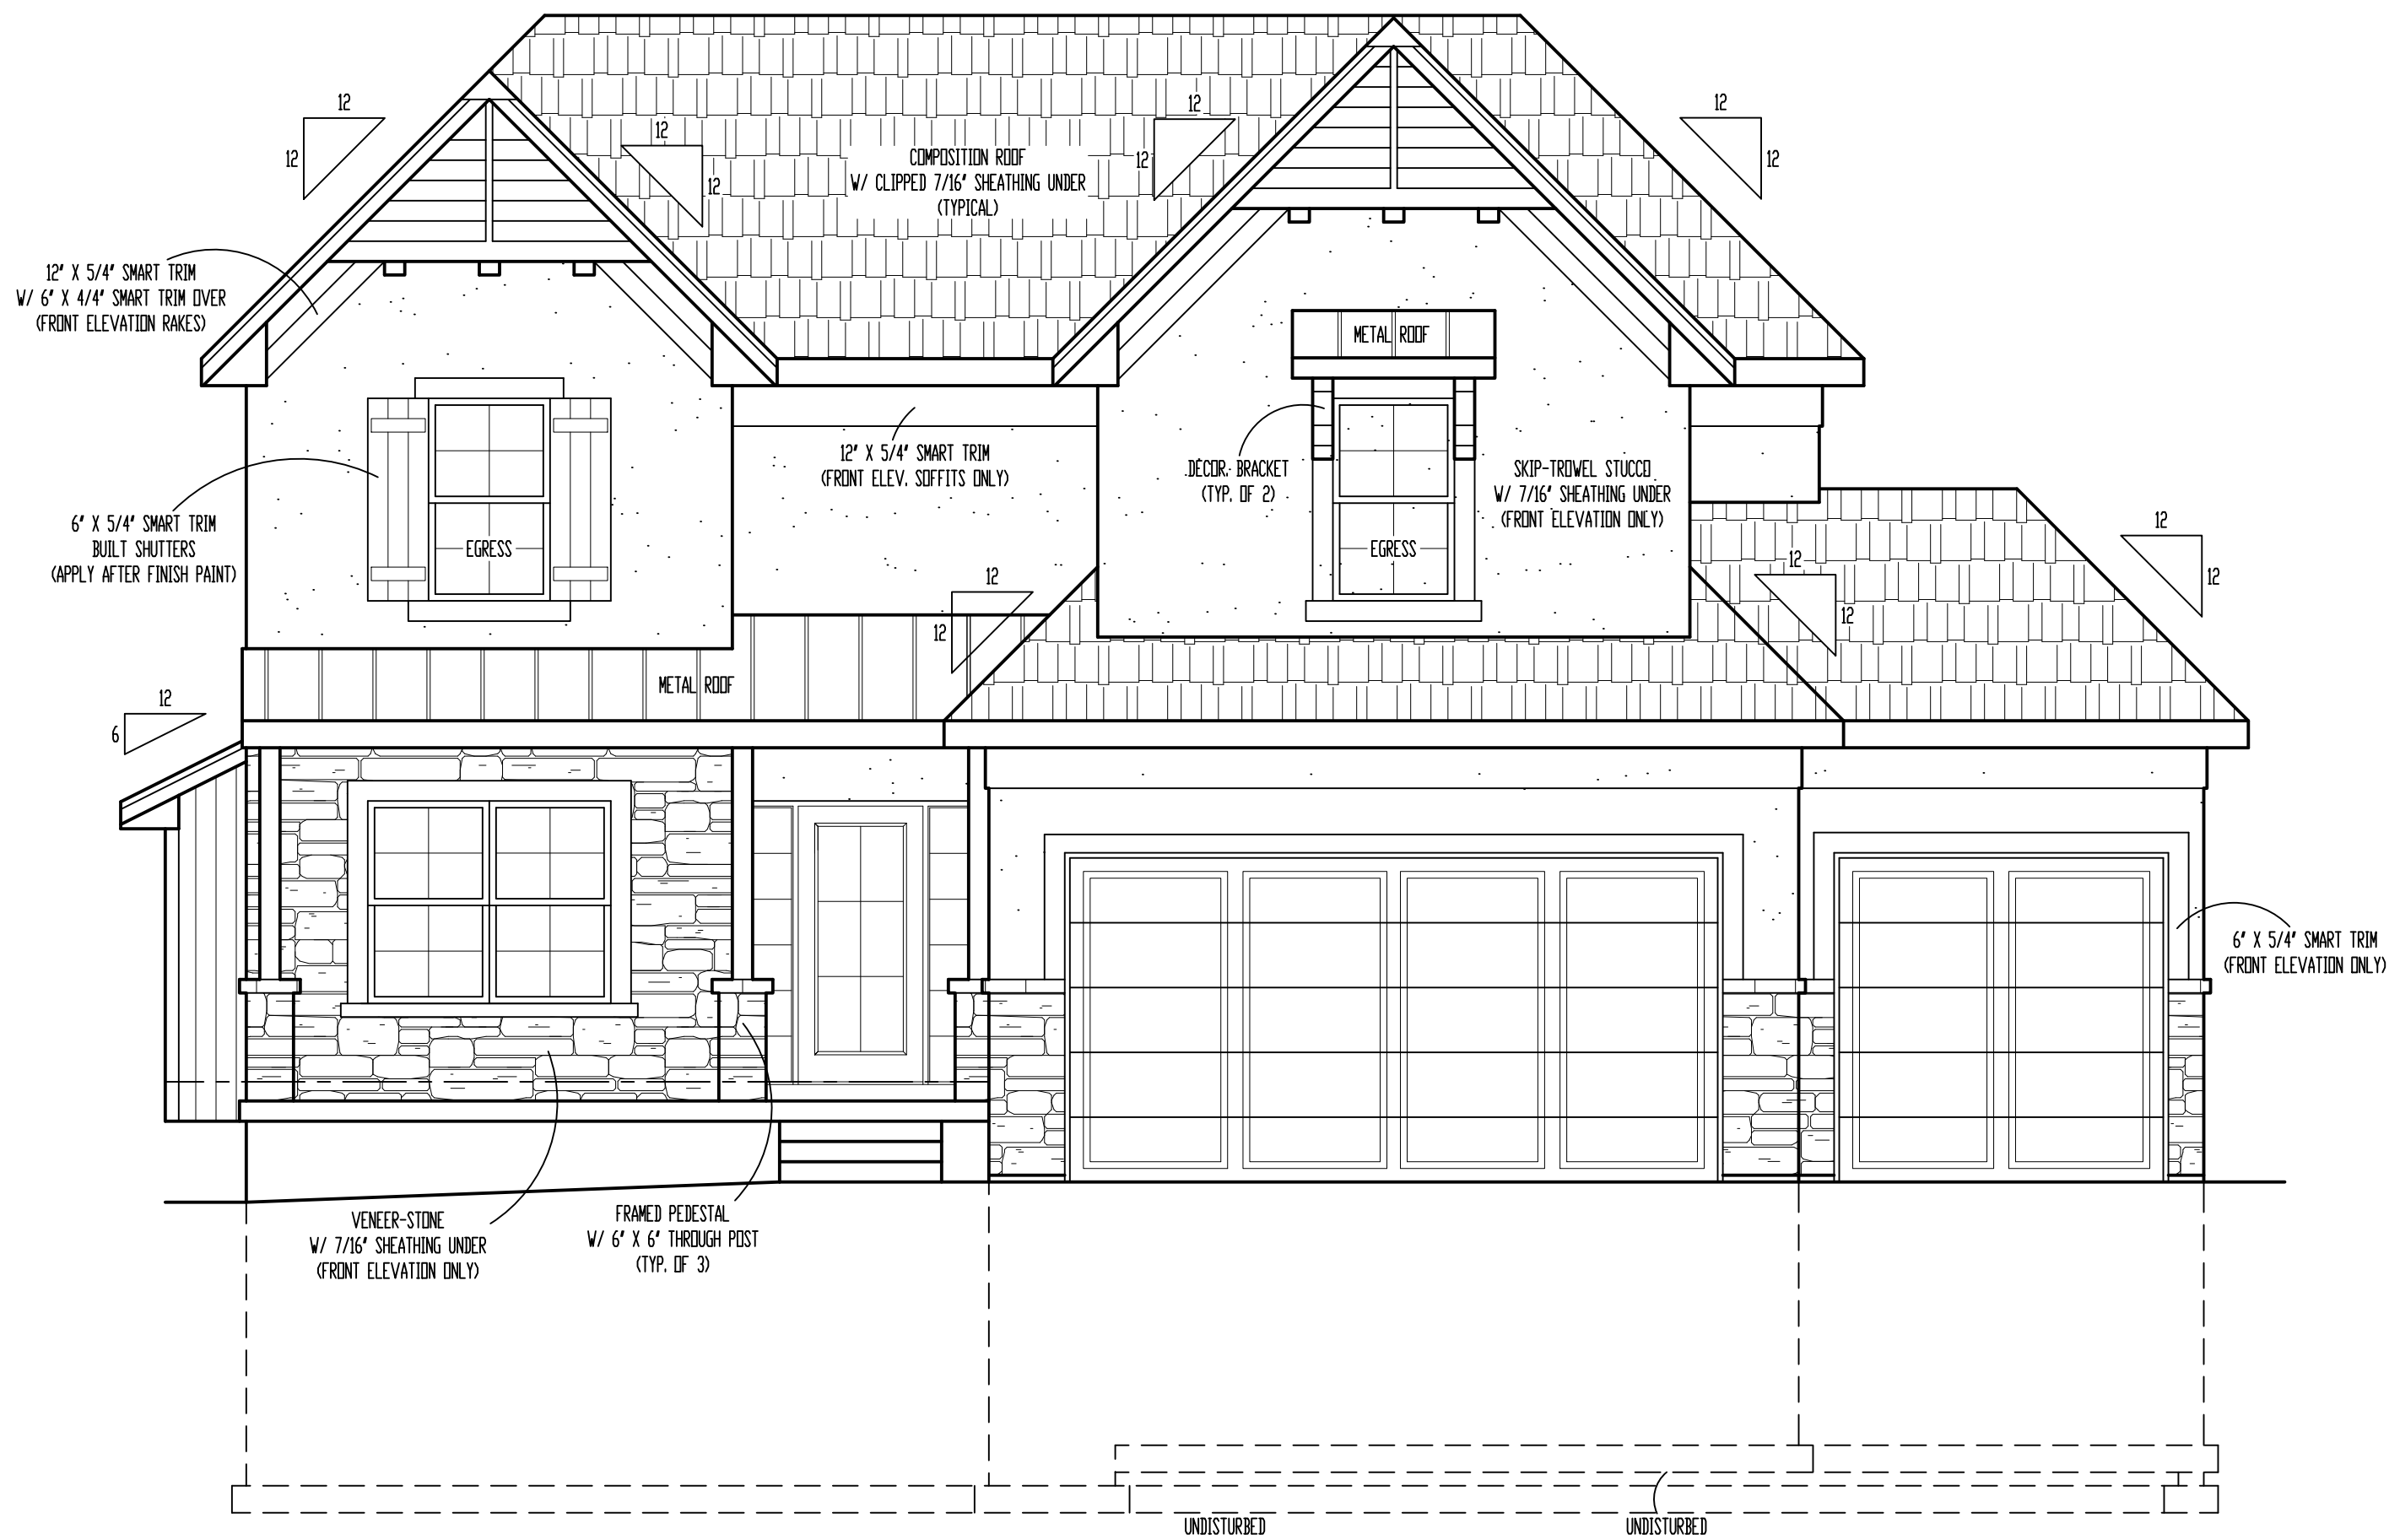 12
12
12
12
12
12
12
12
COMPOSITION ROOF
W/ CLIPPED 7/16" SHEATHING UNDER
(TYPICAL)
12" X 5/4" SMART TRIM
W/ 6" X 4/4" SMART TRIM OVER
(FRONT ELEVATION RAKES)
METAL ROOF
12" X 5/4" SMART TRIM
(FRONT ELEV. SOFFITS ONLY)
DECOR. BRACKET
(TYP. OF 2)
SKIP-TROWEL STUCCO
W/ 7/16" SHEATHING UNDER
(FRONT ELEVATION ONLY)
6" X 5/4" SMART TRIM
BUILT SHUTTERS
(APPLY AFTER FINISH PAINT)
EGRESS
EGRESS
12
12
12
12
12
12
METAL ROOF
12
6
6" X 5/4" SMART TRIM
(FRONT ELEVATION ONLY)
VENEER-STONE
W/ 7/16" SHEATHING UNDER
(FRONT ELEVATION ONLY)
FRAMED PEDESTAL
W/ 6" X 6" THROUGH POST
(TYP. OF 3)
UNDISTURBED
UNDISTURBED